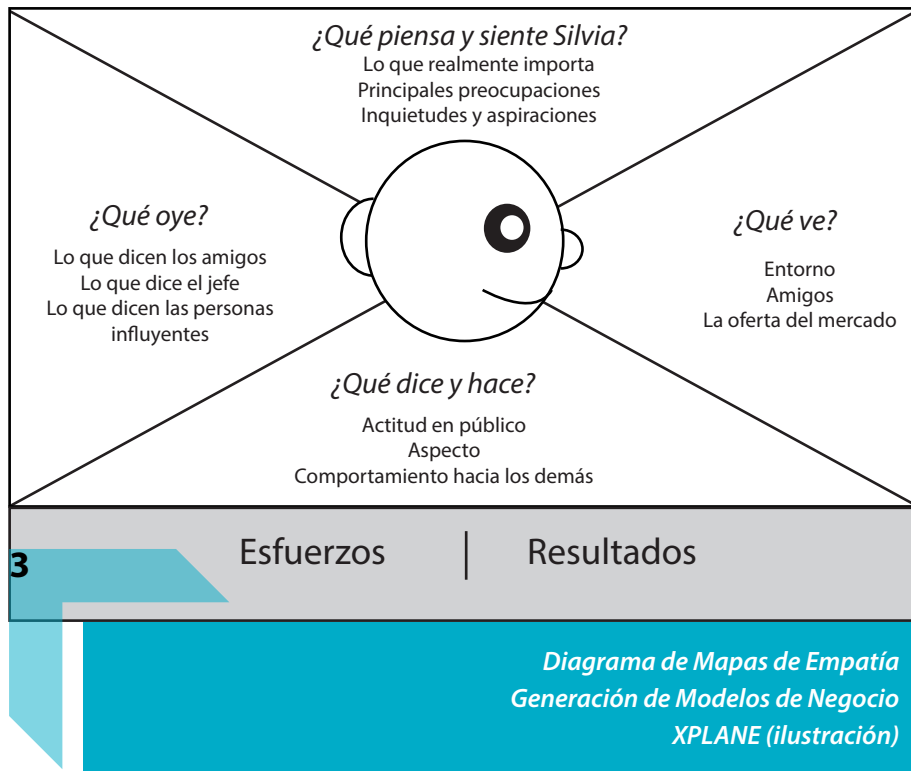 ¿Qué piensa y siente Silvia?
Lo que realmente importa
Principales preocupaciones
Inquietudes y aspiraciones
¿Qué oye?
Lo que dicen los amigos
Lo que dice el jefe
Lo que dicen las personas
influyentes
¿Qué ve?
Entorno
Amigos
La oferta del mercado
¿Qué dice y hace?
Actitud en público
Aspecto
Comportamiento hacia los demás
Esfuerzos | Resultados
3
Diagrama de Mapas de Empatía
Generación de Modelos de Negocio
XPLANE (ilustración)